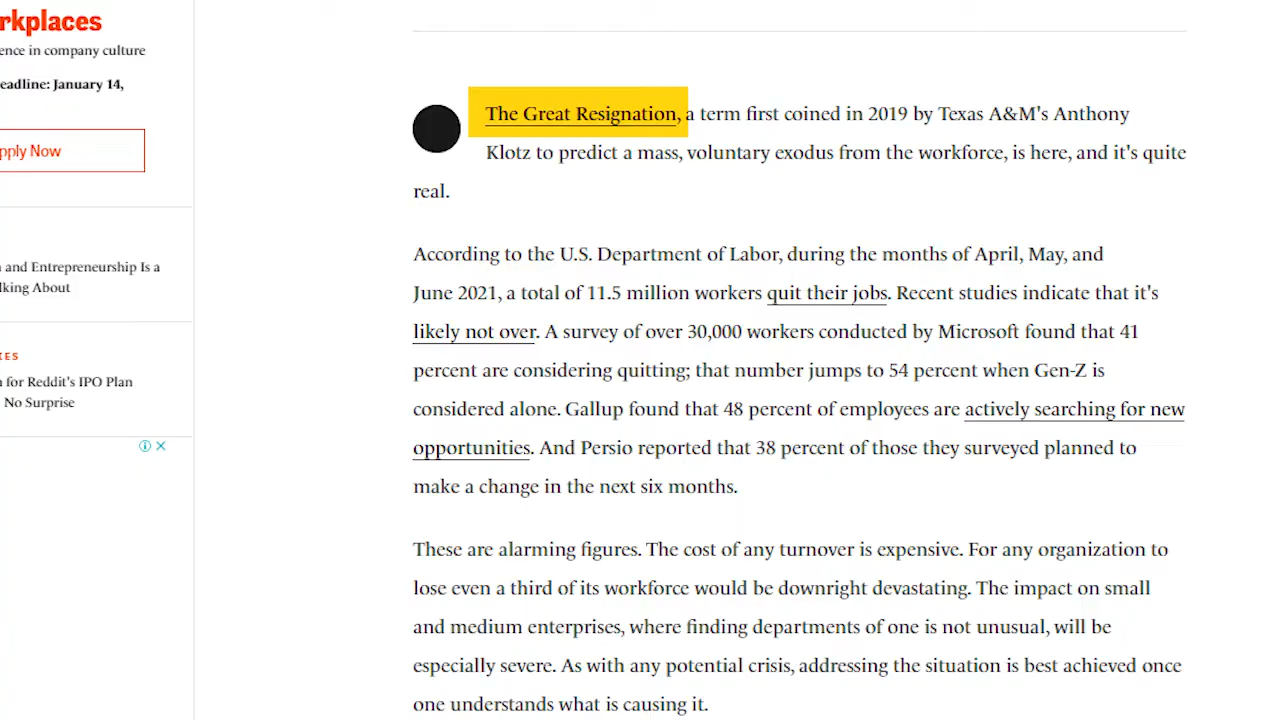 rkplaces
ence in company culture
eadline: January 14,
pply Now
and Entrepreneurship Is a
lking About
KES
for Reddit's IPO Plan
No Surprise
The Great Resignation, a term first coined in 2019 by Texas A&M's Anthony
Klotz to predict a mass, voluntary exodus from the workforce, is here, and it's quite
real.
According to the U.S. Department of Labor, during the months of April, May, and
June 2021, a total of 11.5 million workers quit their jobs. Recent studies indicate that it's
likely not over. A survey of over 30,000 workers conducted by Microsoft found that 41
percent are considering quitting; that number jumps to 54 percent when Gen-Z is
considered alone. Gallup found that 48 percent of employees are actively searching for new
opportunities. And Persio reported that 38 percent of those they surveyed planned to
make a change in the next six months.
These are alarming figures. The cost of any turnover is expensive. For any organization to
lose even a third of its workforce would be downright devastating. The impact on small
and medium enterprises, where finding departments of one is not unusual, will be
especially severe. As with any potential crisis, addressing the situation is best achieved once
one understands what is causing it.